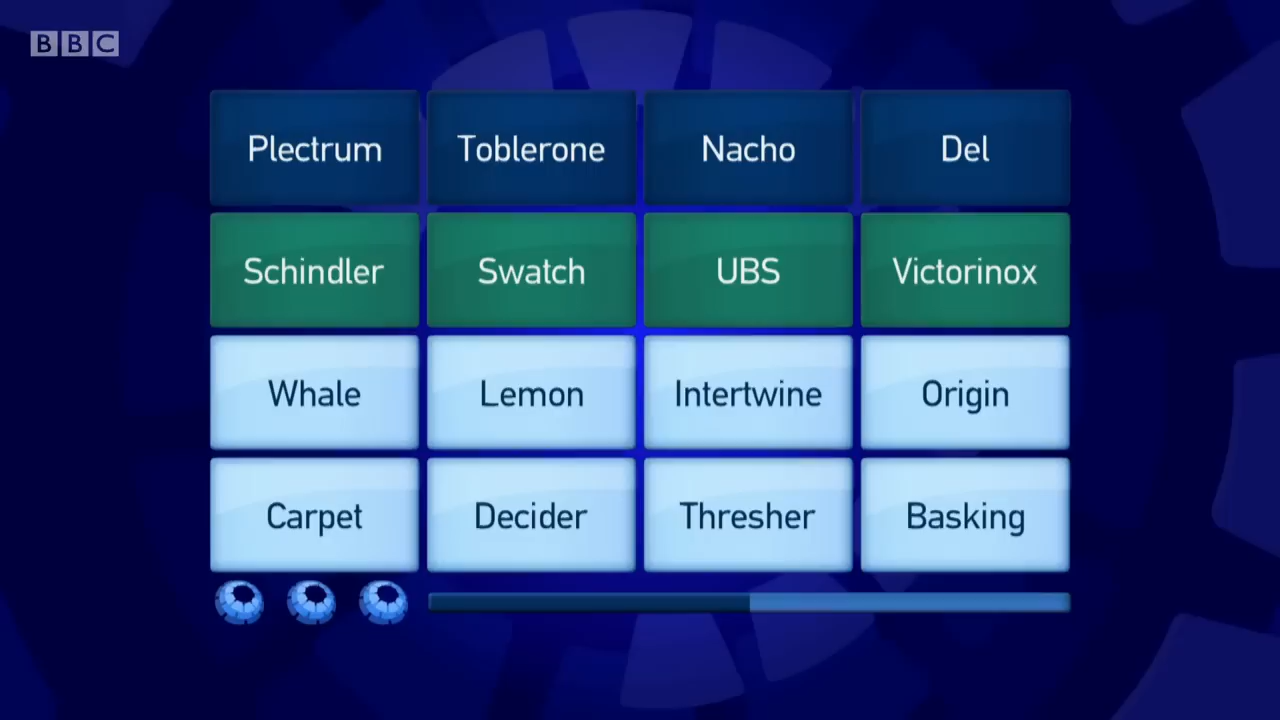 BBC
Plectrum Toblerone Nacho Del
Schindler Swatch UBS Victorinox
Whale Lemon Intertwine Origin
Carpet Decider Thresher Basking